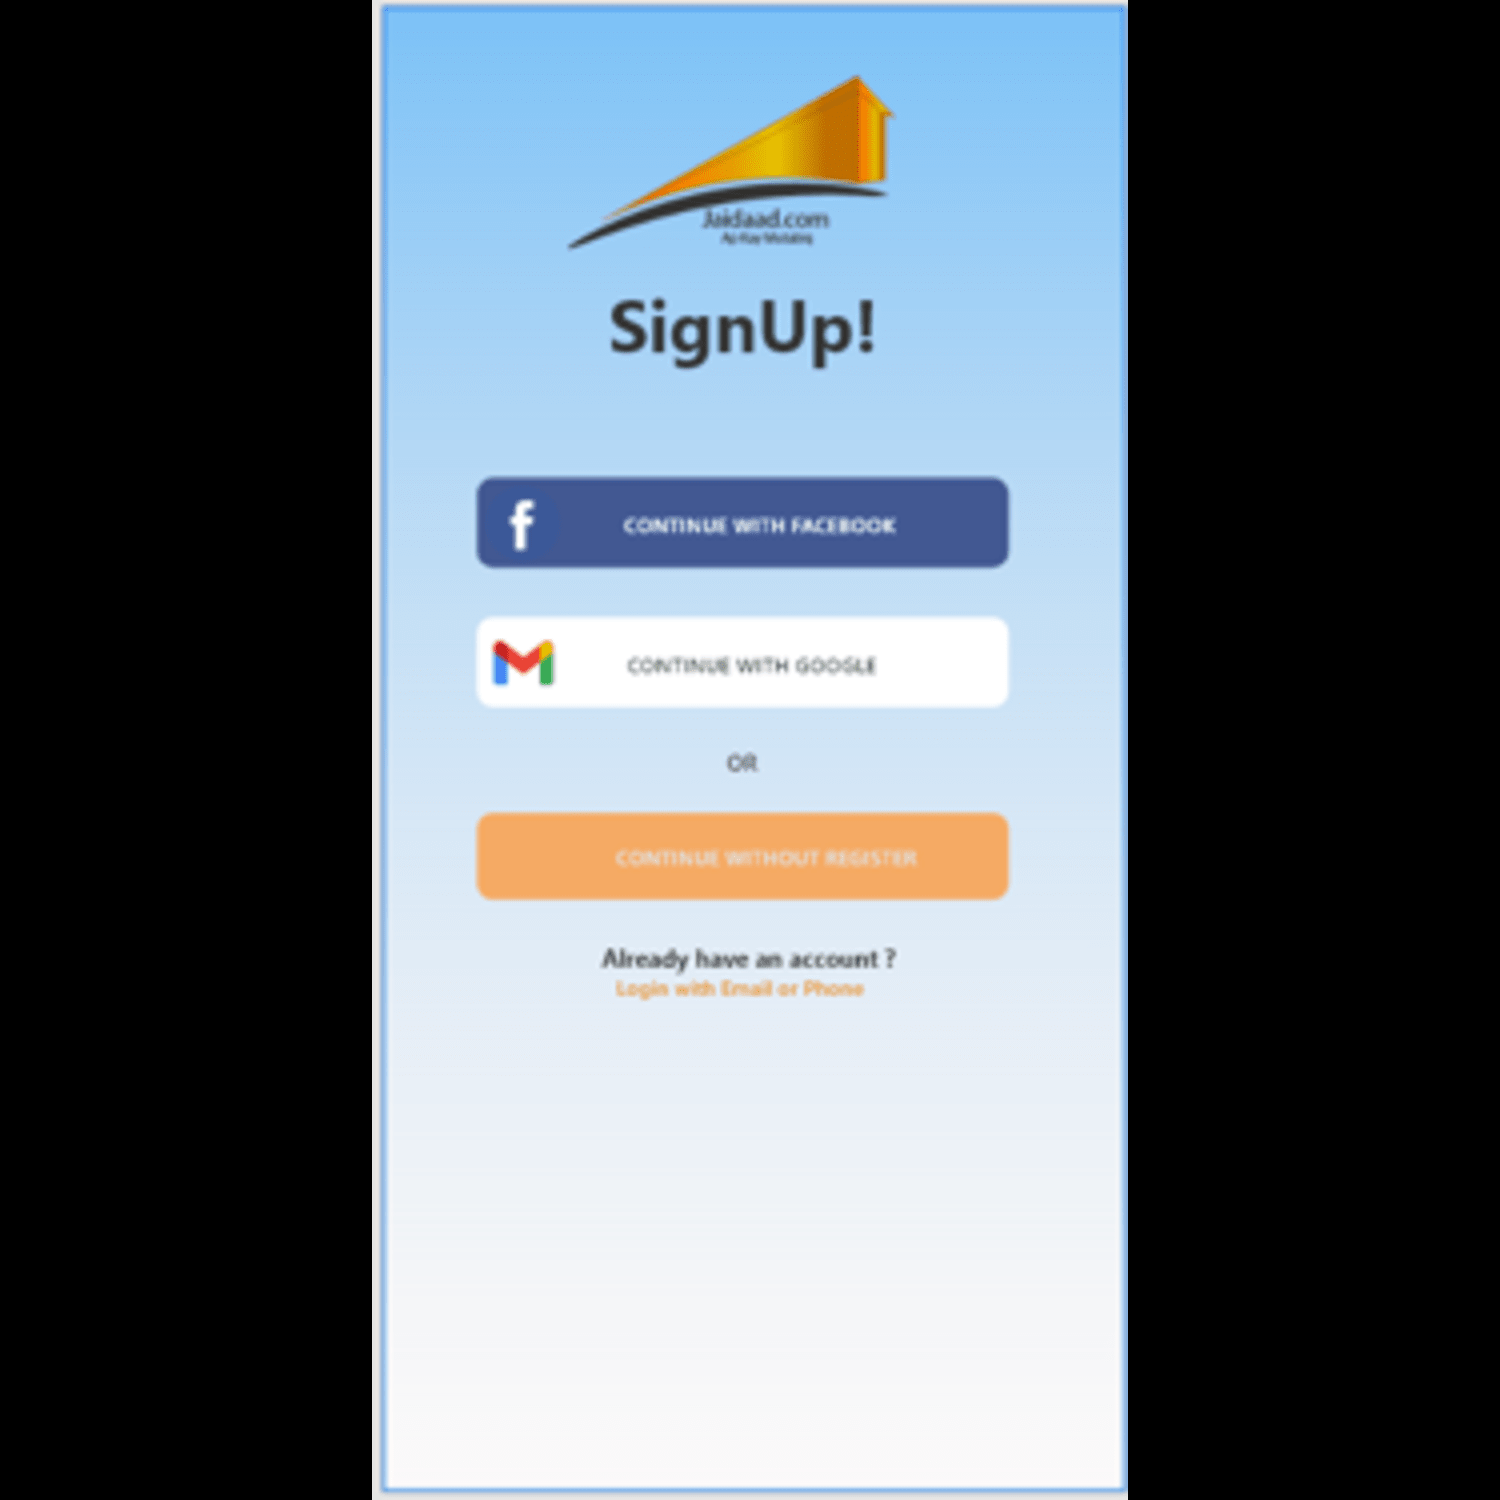 Jaidaad.com
SignUp!
CONTINUE WITH FACEBOOK
CONTINUE WITH GOOGLE
OR
CONTINUE WITHOUT REGISTER
Already have an account ?
Login with Email or Phone